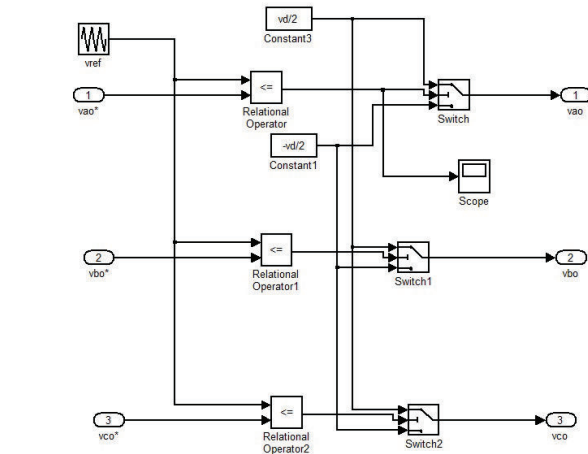 vd/2
Constant3
vref
1
vao*
<=
Relational
Operator
Switch
1
vao
-vd/2
Constant1
Scope
2
vbo*
<=
Relational
Operator1
Switch1
2
vbo
3
vco*
<=
Relational
Operator2
Switch2
3
vco